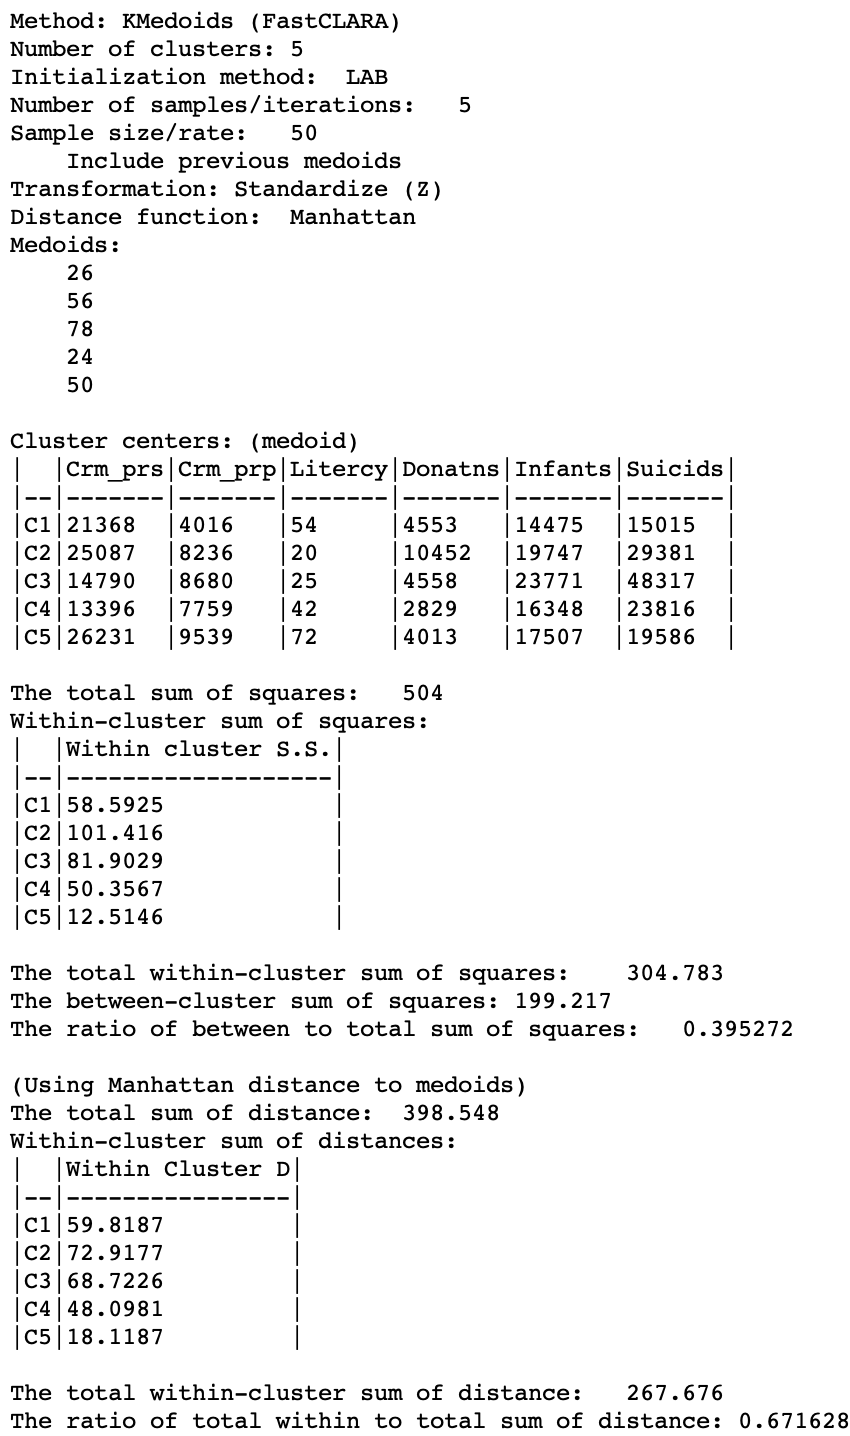 Method: KMedoids (FastCLARA)
Number of clusters: 5
Initialization method:  LAB
Number of samples/iterations:   5
Sample size/rate:   50
    Include previous medoids
Transformation: Standardize (Z)
Distance function:  Manhattan
Medoids:
    26
    56
    78
    24
    50

Cluster centers: (medoid)
|  |Crm_prs|Crm_prp|Litercy|Donatns|Infants|Suicids|
|--|-------|-------|-------|-------|-------|-------|
|C1|21368  |4016   |54     |4553   |14475  |15015  |
|C2|25087  |8236   |20     |10452  |19747  |29381  |
|C3|14790  |8680   |25     |4558   |23771  |48317  |
|C4|13396  |7759   |42     |2829   |16348  |23816  |
|C5|26231  |9539   |72     |4013   |17507  |19586  |

The total sum of squares:   504
Within-cluster sum of squares:
|  |Within cluster S.S.|
|--|-------------------|
|C1|58.5925            |
|C2|101.416            |
|C3|81.9029            |
|C4|50.3567            |
|C5|12.5146            |

The total within-cluster sum of squares:    304.783
The between-cluster sum of squares: 199.217
The ratio of between to total sum of squares:   0.395272

(Using Manhattan distance to medoids)
The total sum of distance:  398.548
Within-cluster sum of distances:
|  |Within Cluster D|
|--|----------------|
|C1|59.8187         |
|C2|72.9177         |
|C3|68.7226         |
|C4|48.0981         |
|C5|18.1187         |

The total within-cluster sum of distance:   267.676
The ratio of total within to total sum of distance: 0.671628